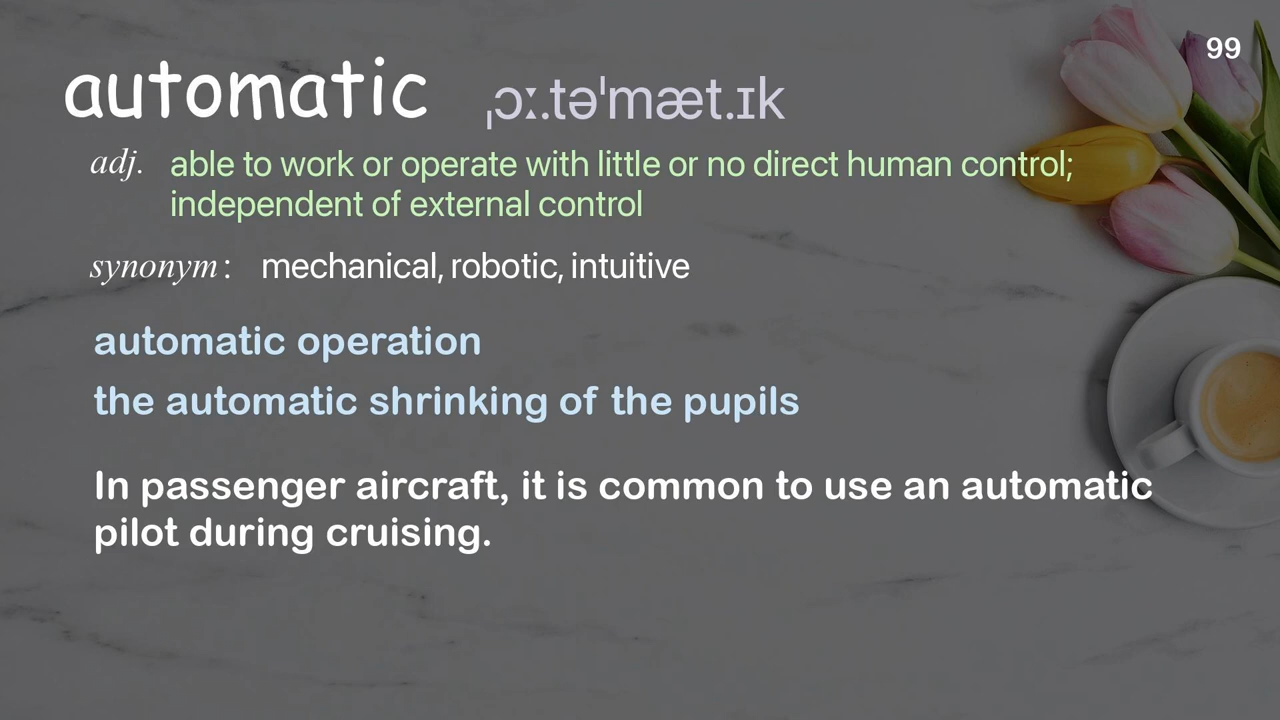 99
automatic ˌɔː.təˈmæt.ɪk
adj. able to work or operate with little or no direct human control;
independent of external control
synonym : mechanical, robotic, intuitive
automatic operation
the automatic shrinking of the pupils
In passenger aircraft, it is common to use an automatic
pilot during cruising.